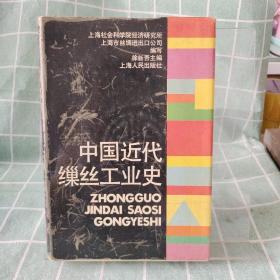 上海社会科学院经济研究所
上海市丝绸进出口公司
编写
徐新吾主编
上海人民出版社
中国近代
缫丝工业史
ZHONGGUO
JINDAI SAOSI
GONGYESHI